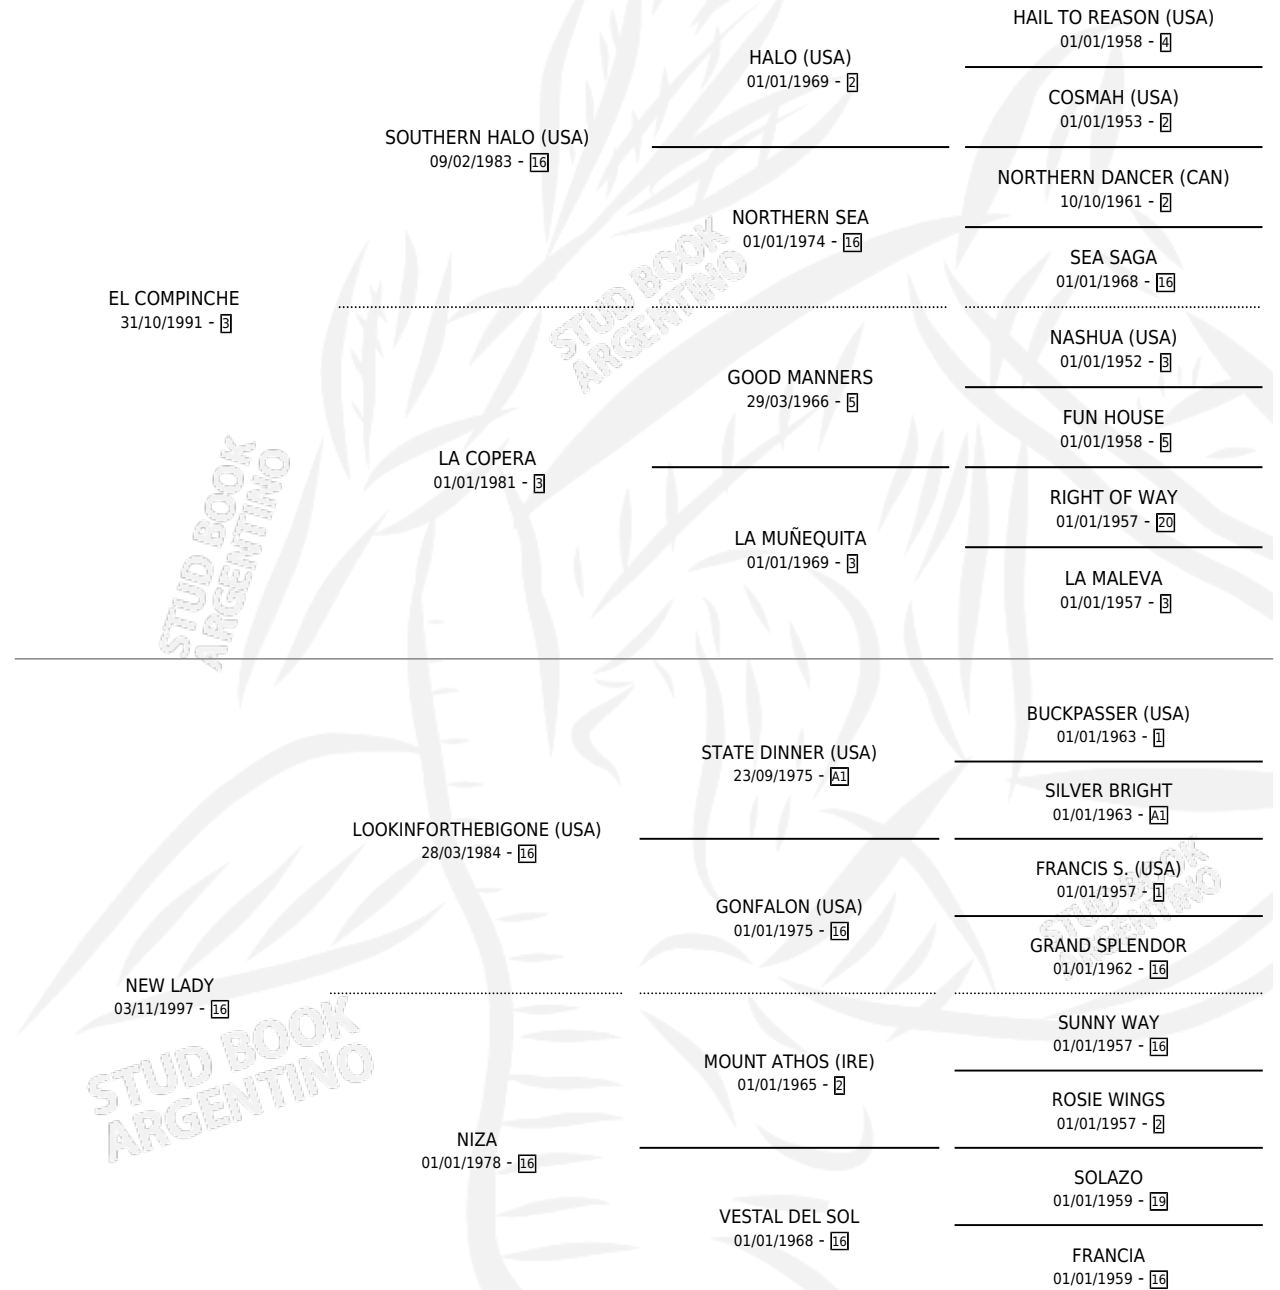 HAIL TO REASON (USA)
01/01/1958 - 4
HALO (USA)
01/01/1969 - 2
COSMAH (USA)
01/01/1953 - 2
SOUTHERN HALO (USA)
09/02/1983 - 16
NORTHERN DANCER (CAN)
10/10/1961 - 2
NORTHERN SEA
01/01/1974 - 16
SEA SAGA
01/01/1968 - 16
EL COMPINCHE
31/10/1991 - 3
STUD BOOK
ARGENTINO
NASHUA (USA)
01/01/1952 - 3
GOOD MANNERS
29/03/1966 - 5
FUN HOUSE
01/01/1958 - 5
LA COPERA
01/01/1981 - 3
RIGHT OF WAY
01/01/1957 - 20
LA MUÑEQUITA
01/01/1969 - 3
LA MALEVA
01/01/1957 - 3
STUD BOOK
ARGENTINO
BUCKPASSER (USA)
01/01/1963 - 1
STATE DINNER (USA)
23/09/1975 - A1
SILVER BRIGHT
01/01/1963 - A1
LOOKINFORTHEBIGONE (USA)
28/03/1984 - 16
FRANCIS S. (USA)
01/01/1957 - 1
GONFALON (USA)
01/01/1975 - 16
STUD BOOK
ARGENTINO
GRAND SPLENDOR
01/01/1962 - 16
NEW LADY
03/11/1997 - 16
SUNNY WAY
01/01/1957 - 16
STUD BOOK
ARGENTINO
MOUNT ATHOS (IRE)
01/01/1965 - 2
ROSIE WINGS
01/01/1957 - 2
NIZA
01/01/1978 - 16
SOLAZO
01/01/1959 - 19
VESTAL DEL SOL
01/01/1968 - 16
FRANCIA
01/01/1959 - 16